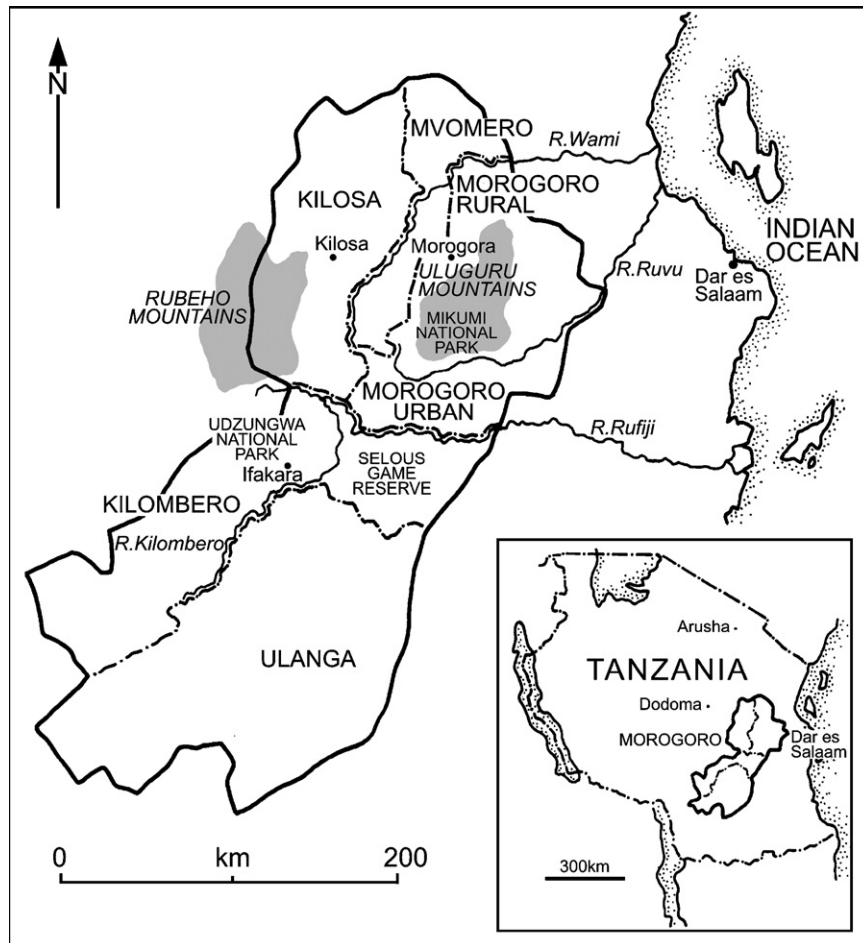 N
MVOMERO
R.Wami
MOROGORO
RURAL
KILOSA
INDIAN
OCEAN
Kilosa
Morogora
R.Ruvu
ULUGURU
MOUNTAINS
Dar es
Salaam
RUBEHO
MOUNTAINS
MIKUMI
NATIONAL
PARK
MOROGORO
URBAN
UDZUNGWA
NATIONAL
PARK
R.Rufiji
Ifakara
SELOUS
GAME
RESERVE
KILOMBERO
R.Kilombero
ULANGA
0 km 200
Arusha
TANZANIA
Dodoma
MOROGORO
Dar es
Salaam
300km